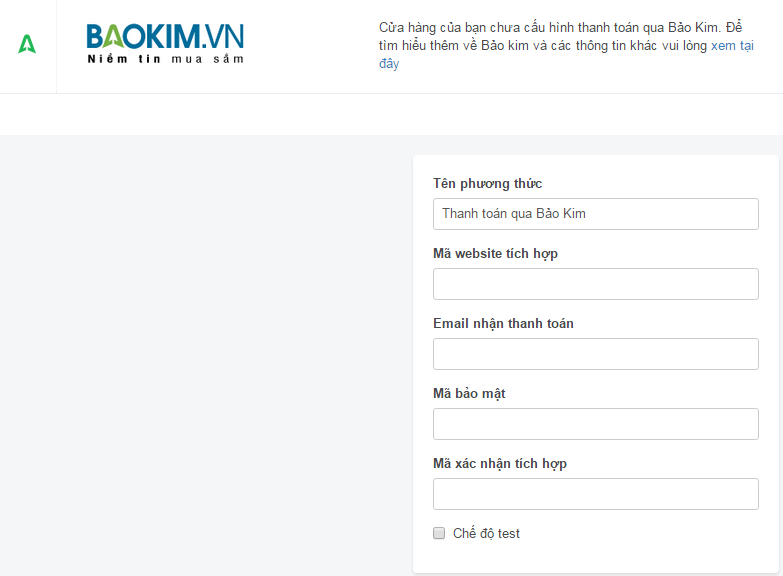 BAOKIM.VN
Niềm tin mua sắm
Cửa hàng của bạn chưa cấu hình thanh toán qua Bảo Kim. Để
tìm hiểu thêm về Bảo kim và các thông tin khác vui lòng xem tại
đây
Tên phương thức
Thanh toán qua Bảo Kim
Mã website tích hợp
Email nhận thanh toán
Mã bảo mật
Mã xác nhận tích hợp
Chế độ test